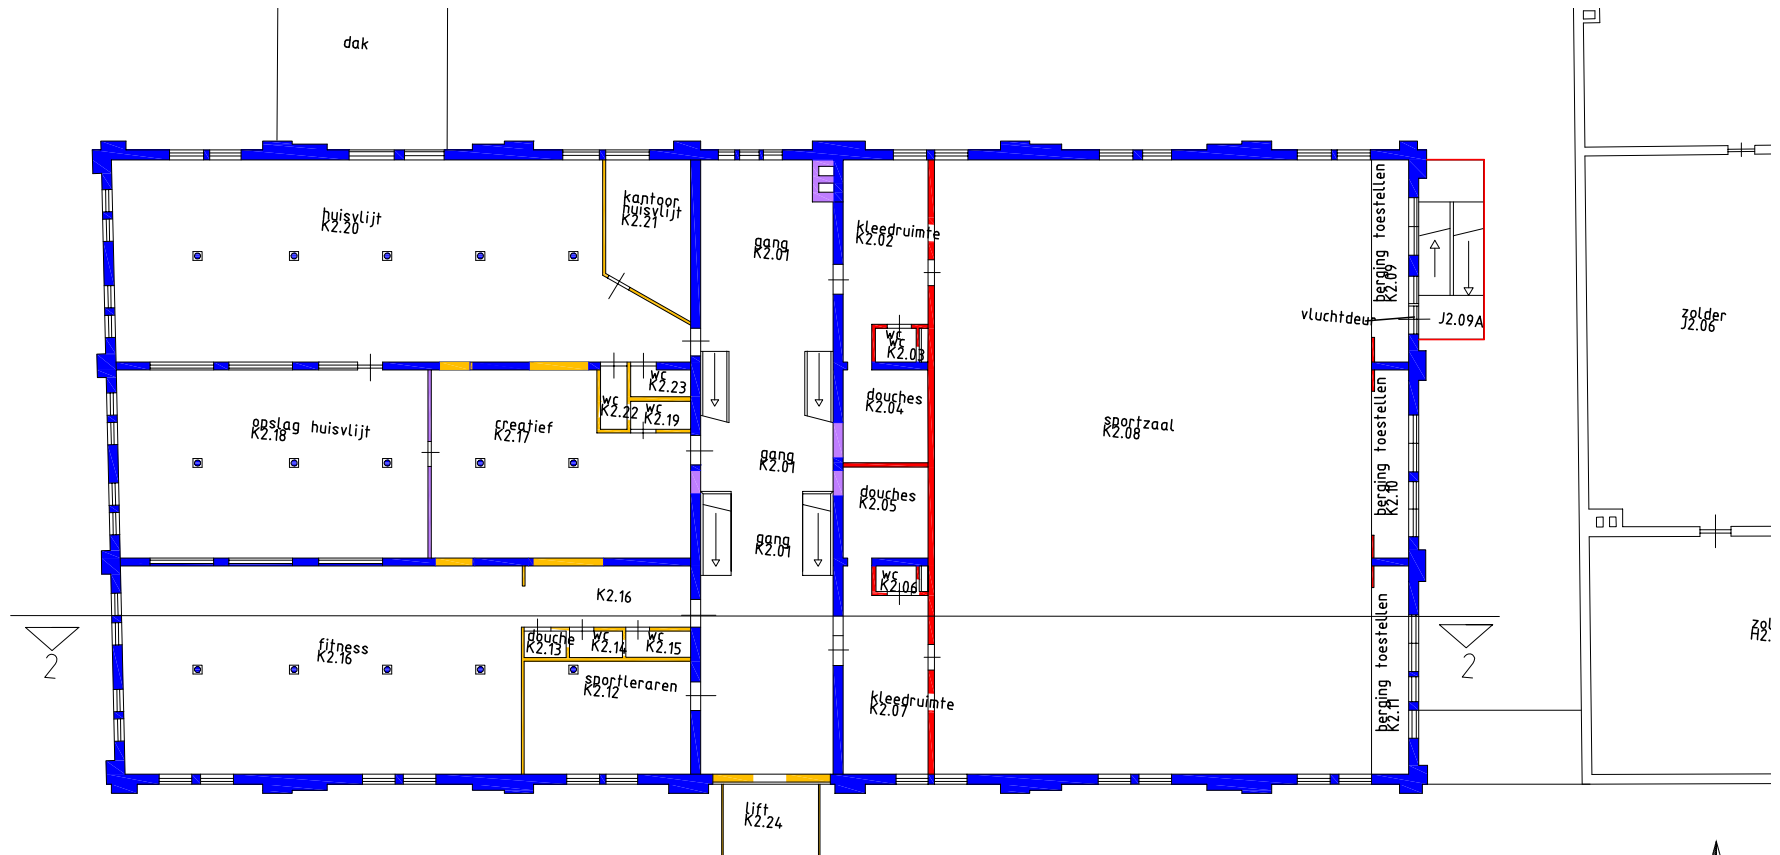 dak
huisvlijt
K2.20
kantoor
huisvlijt
K2.21
gang
K2.01
kleedruimte
K2.02
berging toestellen
K2.09
vluchtdeur
J2.09A
zolder
J2.06
wc
wc
K2.03
wc
K2.23
wc
K2.22
wc
K2.19
douches
K2.04
opslag huisvlijt
K2.18
creatief
K2.17
gang
K2.01
sportzaal
K2.08
berging toestellen
K2.10
douches
K2.05
gang
K2.01
wc
K2.06
K2.16
fitness
K2.16
douche
K2.13
wc
K2.14
wc
K2.15
sportleraren
K2.12
kleedruimte
K2.07
berging toestellen
K2.11
2
2
lift
K2.24